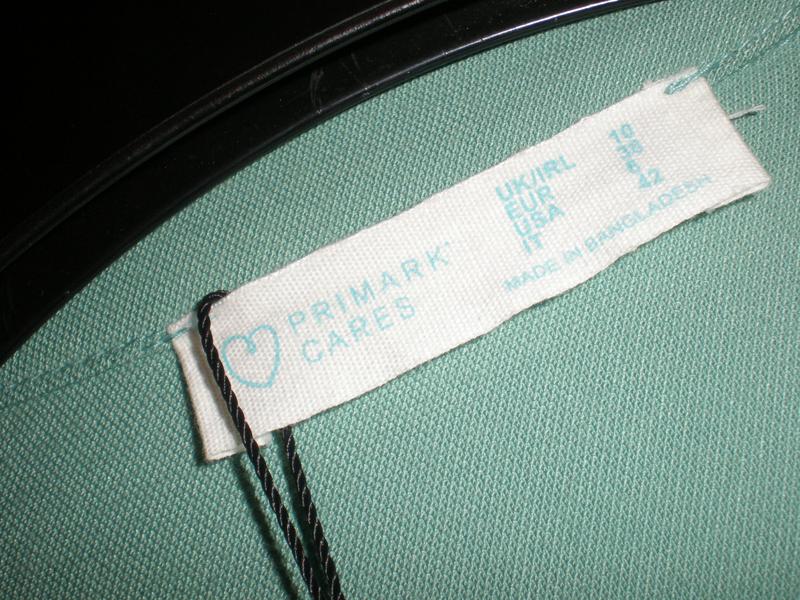 PRIMARK
CARES
UK/IRL 10
EUR 38
USA 6
IT 42
MADE IN BANGLADESH